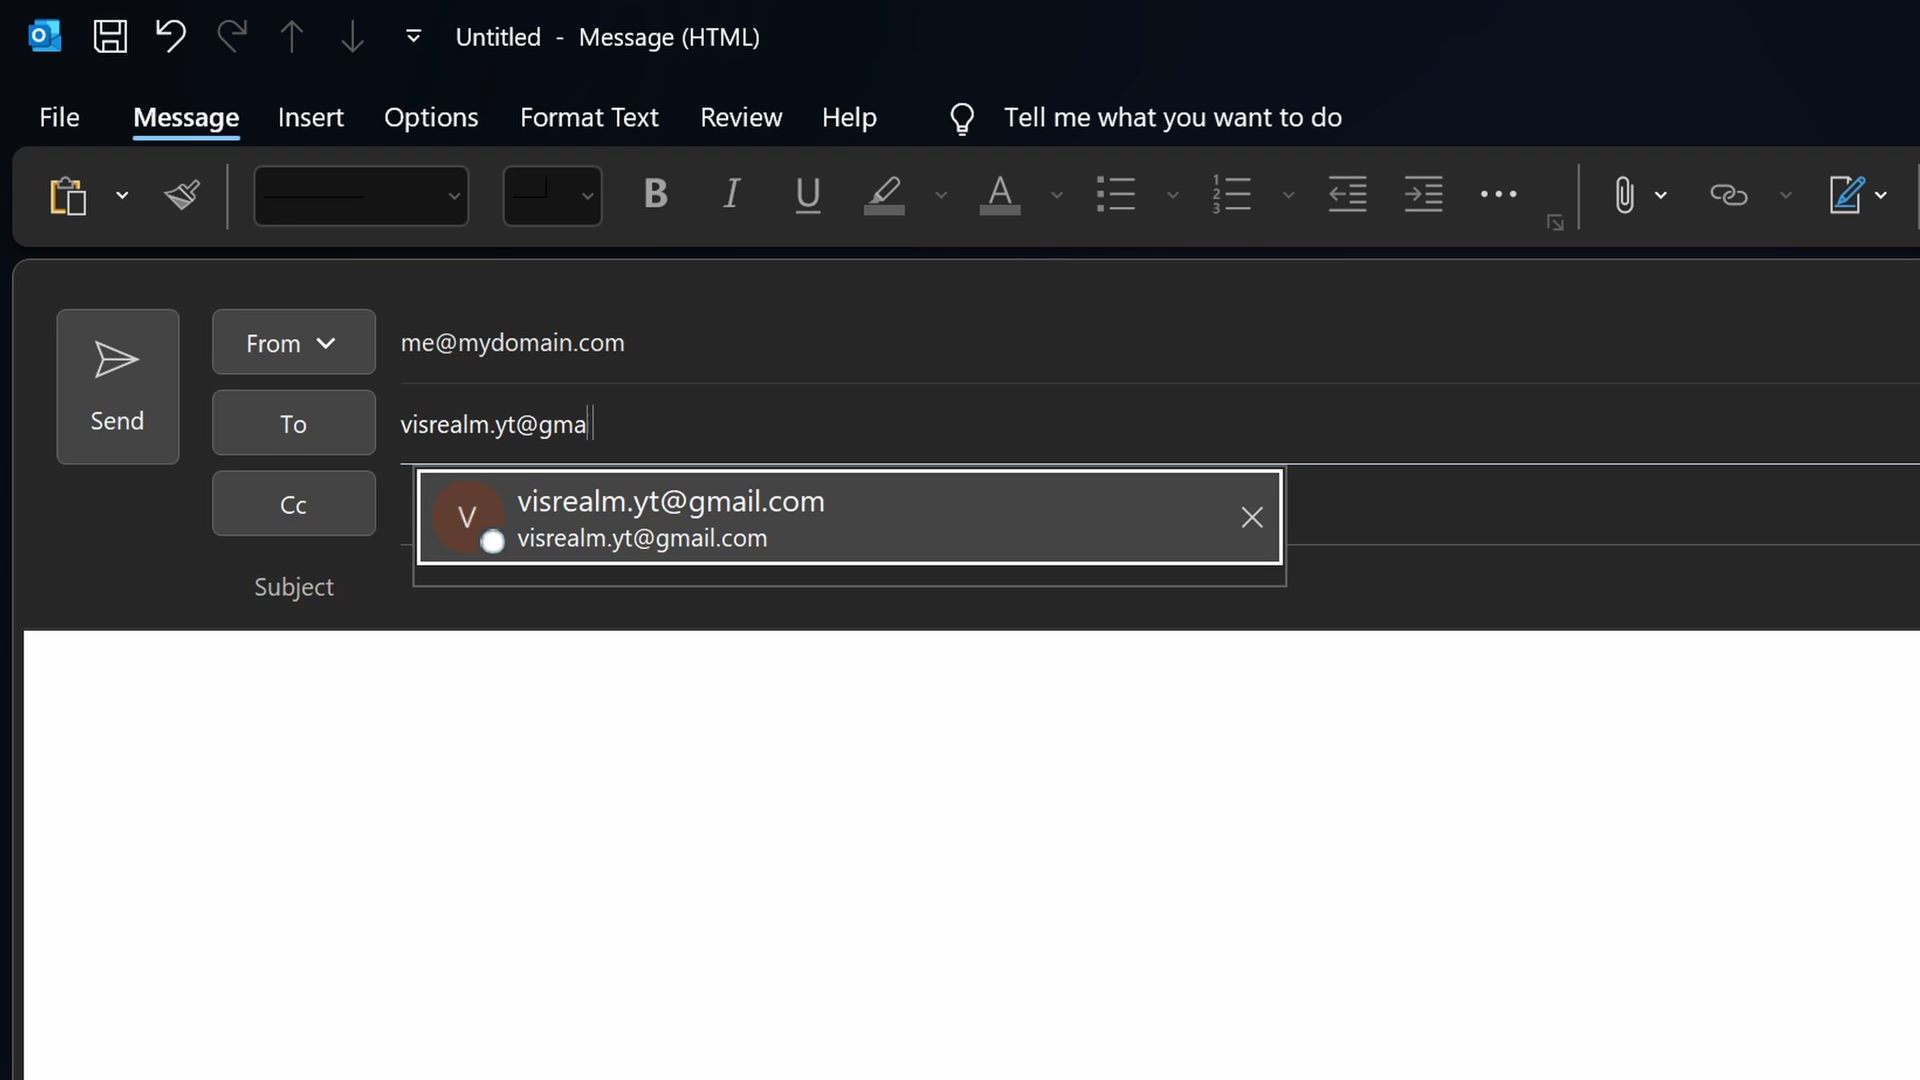 Untitled - Message (HTML)
File Message Insert Options Format Text Review Help Tell me what you want to do
From me@mydomain.com
Send
To visrealm.yt@gma
Cc
V visrealm.yt@gmail.com
visrealm.yt@gmail.com
Subject